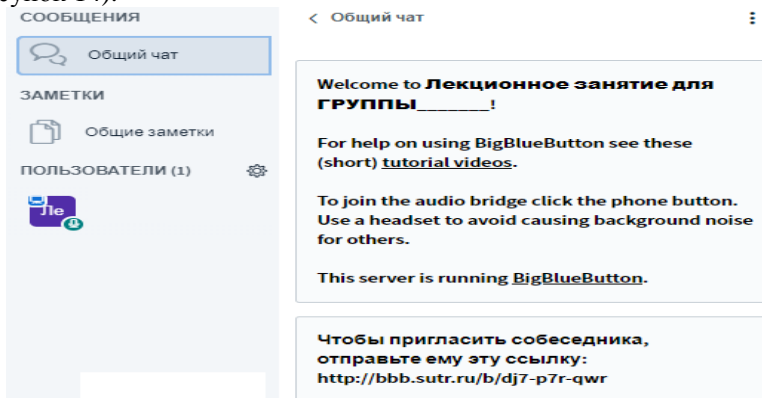 СООБЩЕНИЯ
Общий чат
ЗАМЕТКИ
Общие заметки
ПОЛЬЗОВАТЕЛИ (1)
Ле
Общий чат
Welcome to Лекционное занятие для
ГРУППЫ_______!
For help on using BigBlueButton see these
(short) tutorial videos.
To join the audio bridge click the phone button.
Use a headset to avoid causing background noise
for others.
This server is running BigBlueButton.
Чтобы пригласить собеседника,
отправьте ему эту ссылку:
http://bbb.sutr.ru/b/dj7-p7r-qwr